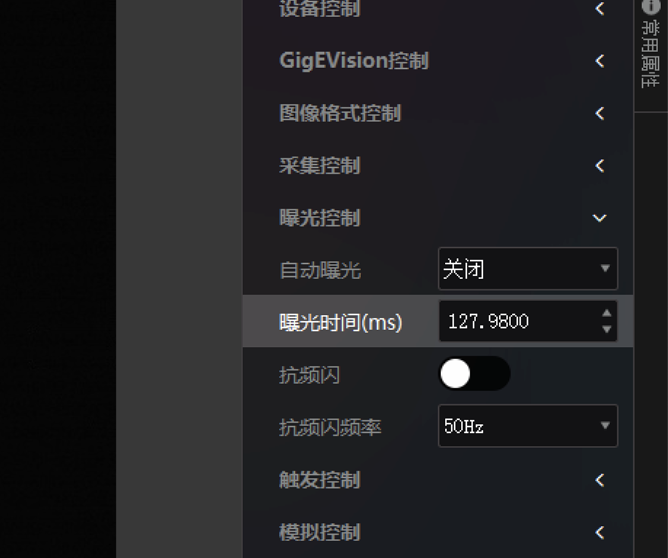 设备控制
GigEVision控制
图像格式控制
采集控制
曝光控制
自动曝光 关闭
曝光时间(ms) 127.9800
抗频闪
抗频闪频率 50Hz
触发控制
模拟控制
常用属性